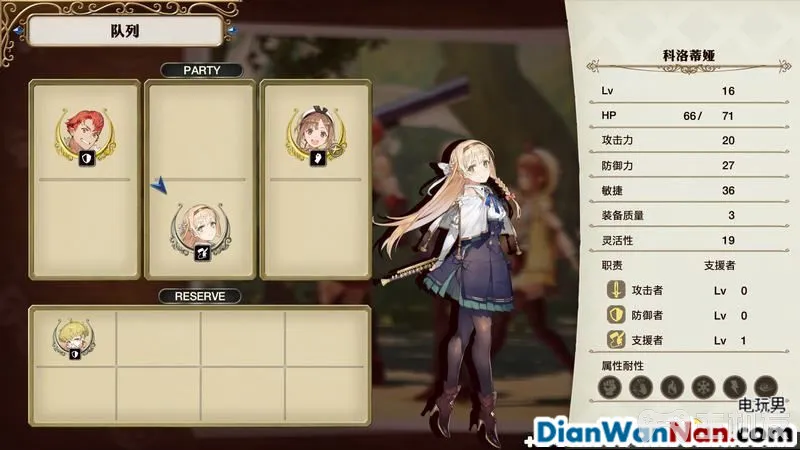 队列
PARTY
RESERVE
科洛蒂娅
Lv 16
HP 66/ 71
攻击力 20
防御力 27
敏捷 36
装备质量 3
灵活性 19
职责 支援者
攻击者 Lv 0
防御者 Lv 0
支援者 Lv 1
属性耐性
电玩男
DianWanNan.com